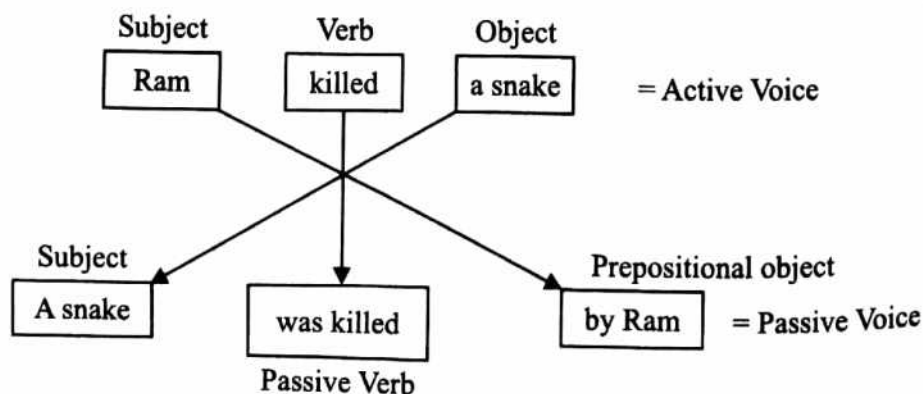 Subject Verb Object
Ram killed a snake = Active Voice
Subject Prepositional object
A snake was killed by Ram = Passive Voice
Passive Verb